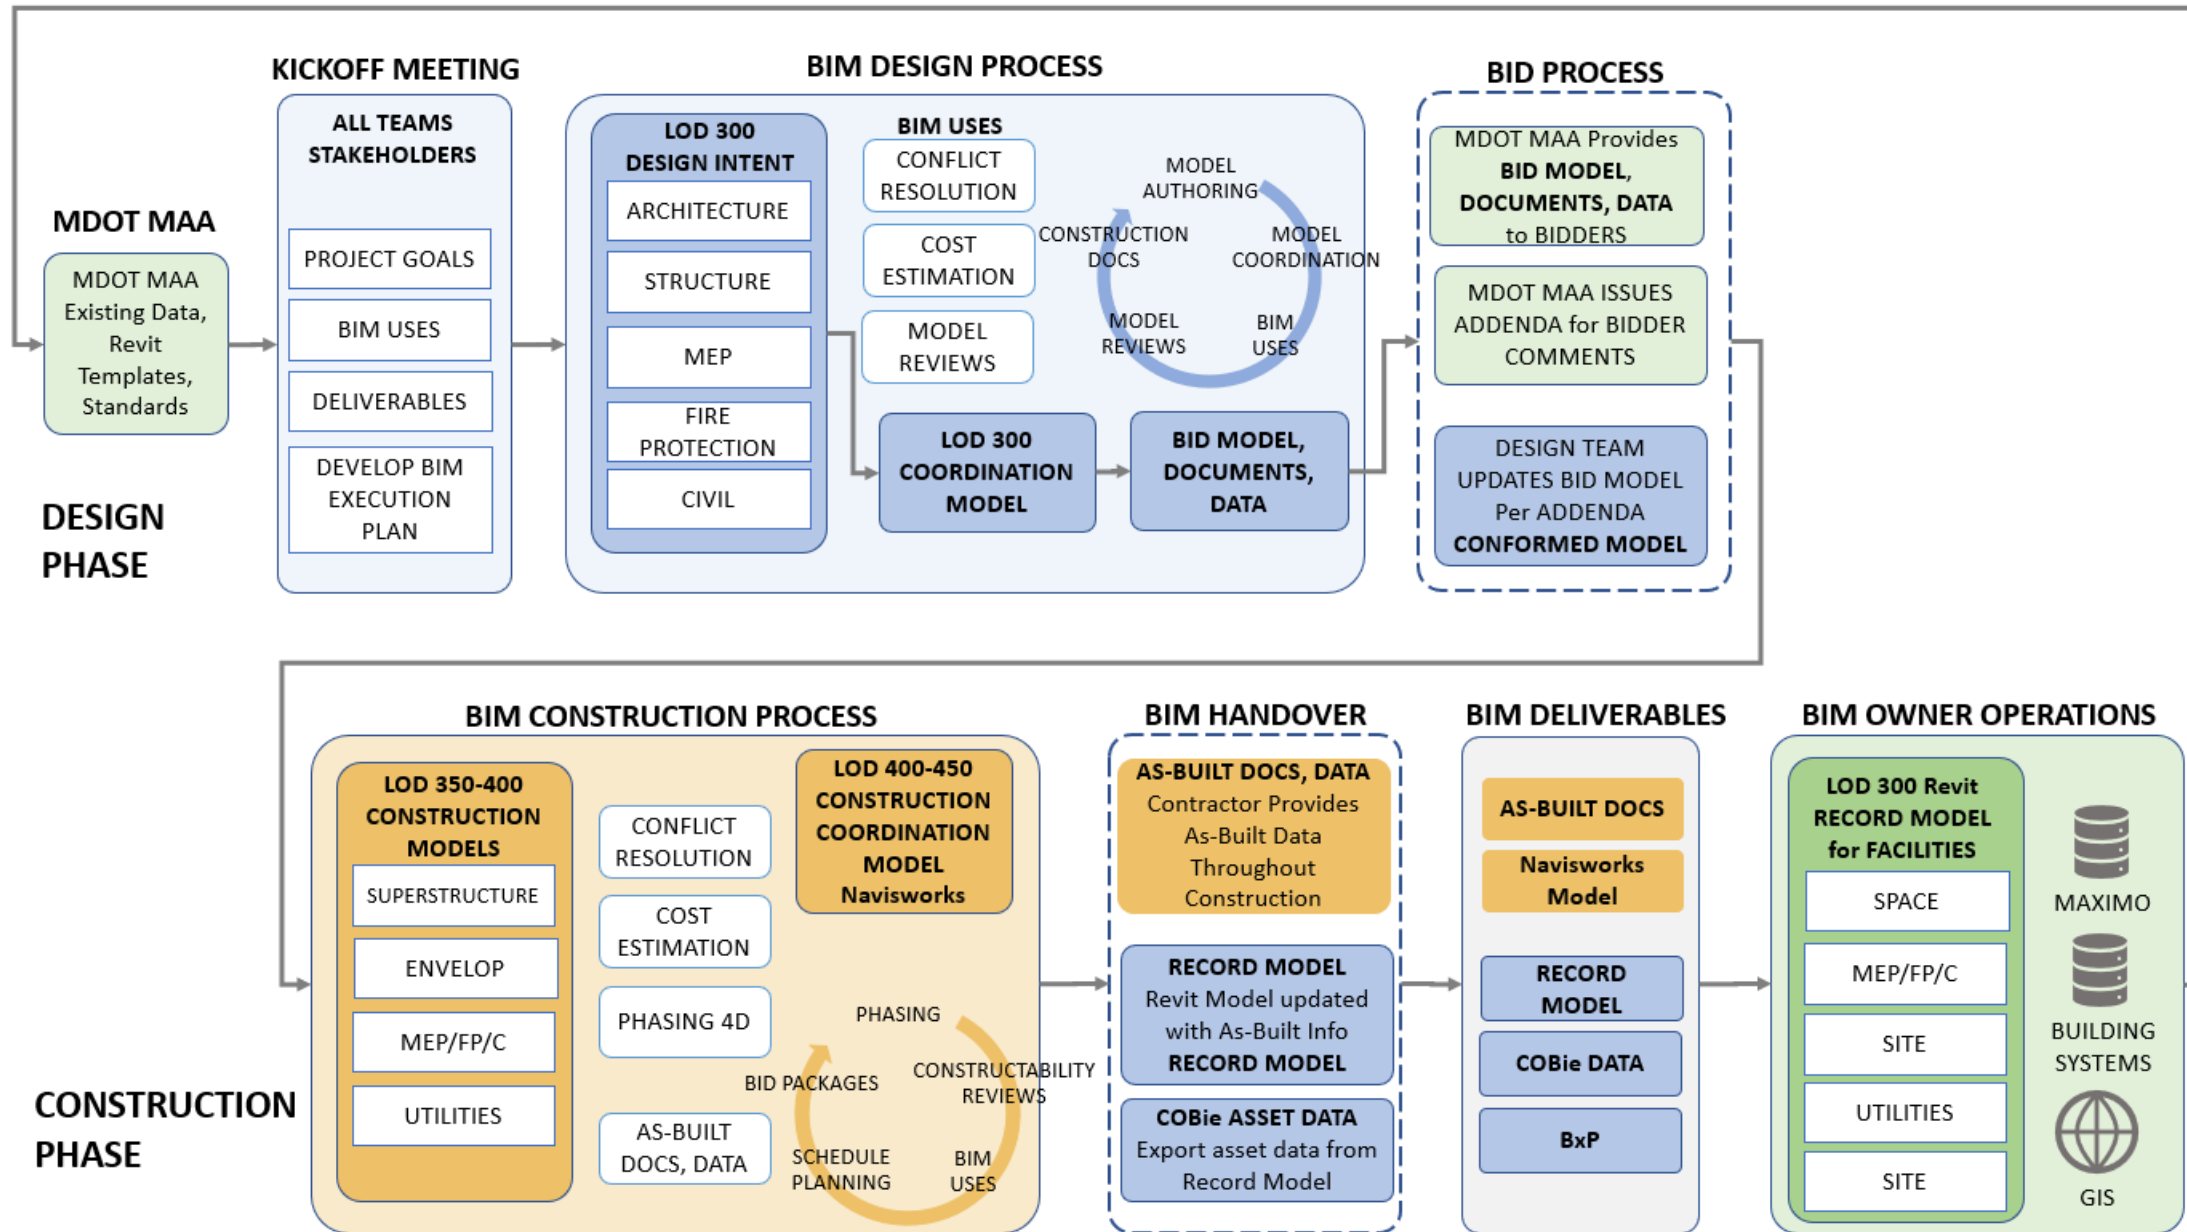 MDOT MAA
MDOT MAA
Existing Data,
Revit
Templates,
Standards
DESIGN
PHASE
KICKOFF MEETING
ALL TEAMS
STAKEHOLDERS
PROJECT GOALS
BIM USES
DELIVERABLES
DEVELOP BIM
EXECUTION
PLAN
BIM DESIGN PROCESS
LOD 300
DESIGN INTENT
ARCHITECTURE
STRUCTURE
MEP
FIRE
PROTECTION
CIVIL
BIM USES
CONFLICT
RESOLUTION
COST
ESTIMATION
MODEL
REVIEWS
MODEL
AUTHORING
MODEL
COORDINATION
BIM
USES
MODEL
REVIEWS
CONSTRUCTION
DOCS
LOD 300
COORDINATION
MODEL
BID MODEL,
DOCUMENTS,
DATA
BID PROCESS
MDOT MAA Provides
BID MODEL,
DOCUMENTS, DATA
to BIDDERS
MDOT MAA ISSUES
ADDENDA for BIDDER
COMMENTS
DESIGN TEAM
UPDATES BID MODEL
Per ADDENDA
CONFORMED MODEL
CONSTRUCTION
PHASE
BIM CONSTRUCTION PROCESS
LOD 350-400
CONSTRUCTION
MODELS
SUPERSTRUCTURE
ENVELOP
MEP/FP/C
UTILITIES
CONFLICT
RESOLUTION
COST
ESTIMATION
PHASING 4D
AS-BUILT
DOCS, DATA
LOD 400-450
CONSTRUCTION
COORDINATION
MODEL
Navisworks
PHASING
CONSTRUCTABILITY
REVIEWS
BIM
USES
SCHEDULE
PLANNING
BID PACKAGES
BIM HANDOVER
AS-BUILT DOCS, DATA
Contractor Provides
As-Built Data
Throughout
Construction
RECORD MODEL
Revit Model updated
with As-Built Info
RECORD MODEL
COBie ASSET DATA
Export asset data from
Record Model
BIM DELIVERABLES
AS-BUILT DOCS
Navisworks
Model
RECORD
MODEL
COBie DATA
BxP
BIM OWNER OPERATIONS
LOD 300 Revit
RECORD MODEL
for FACILITIES
SPACE
MEP/FP/C
SITE
UTILITIES
SITE
MAXIMO
BUILDING
SYSTEMS
GIS